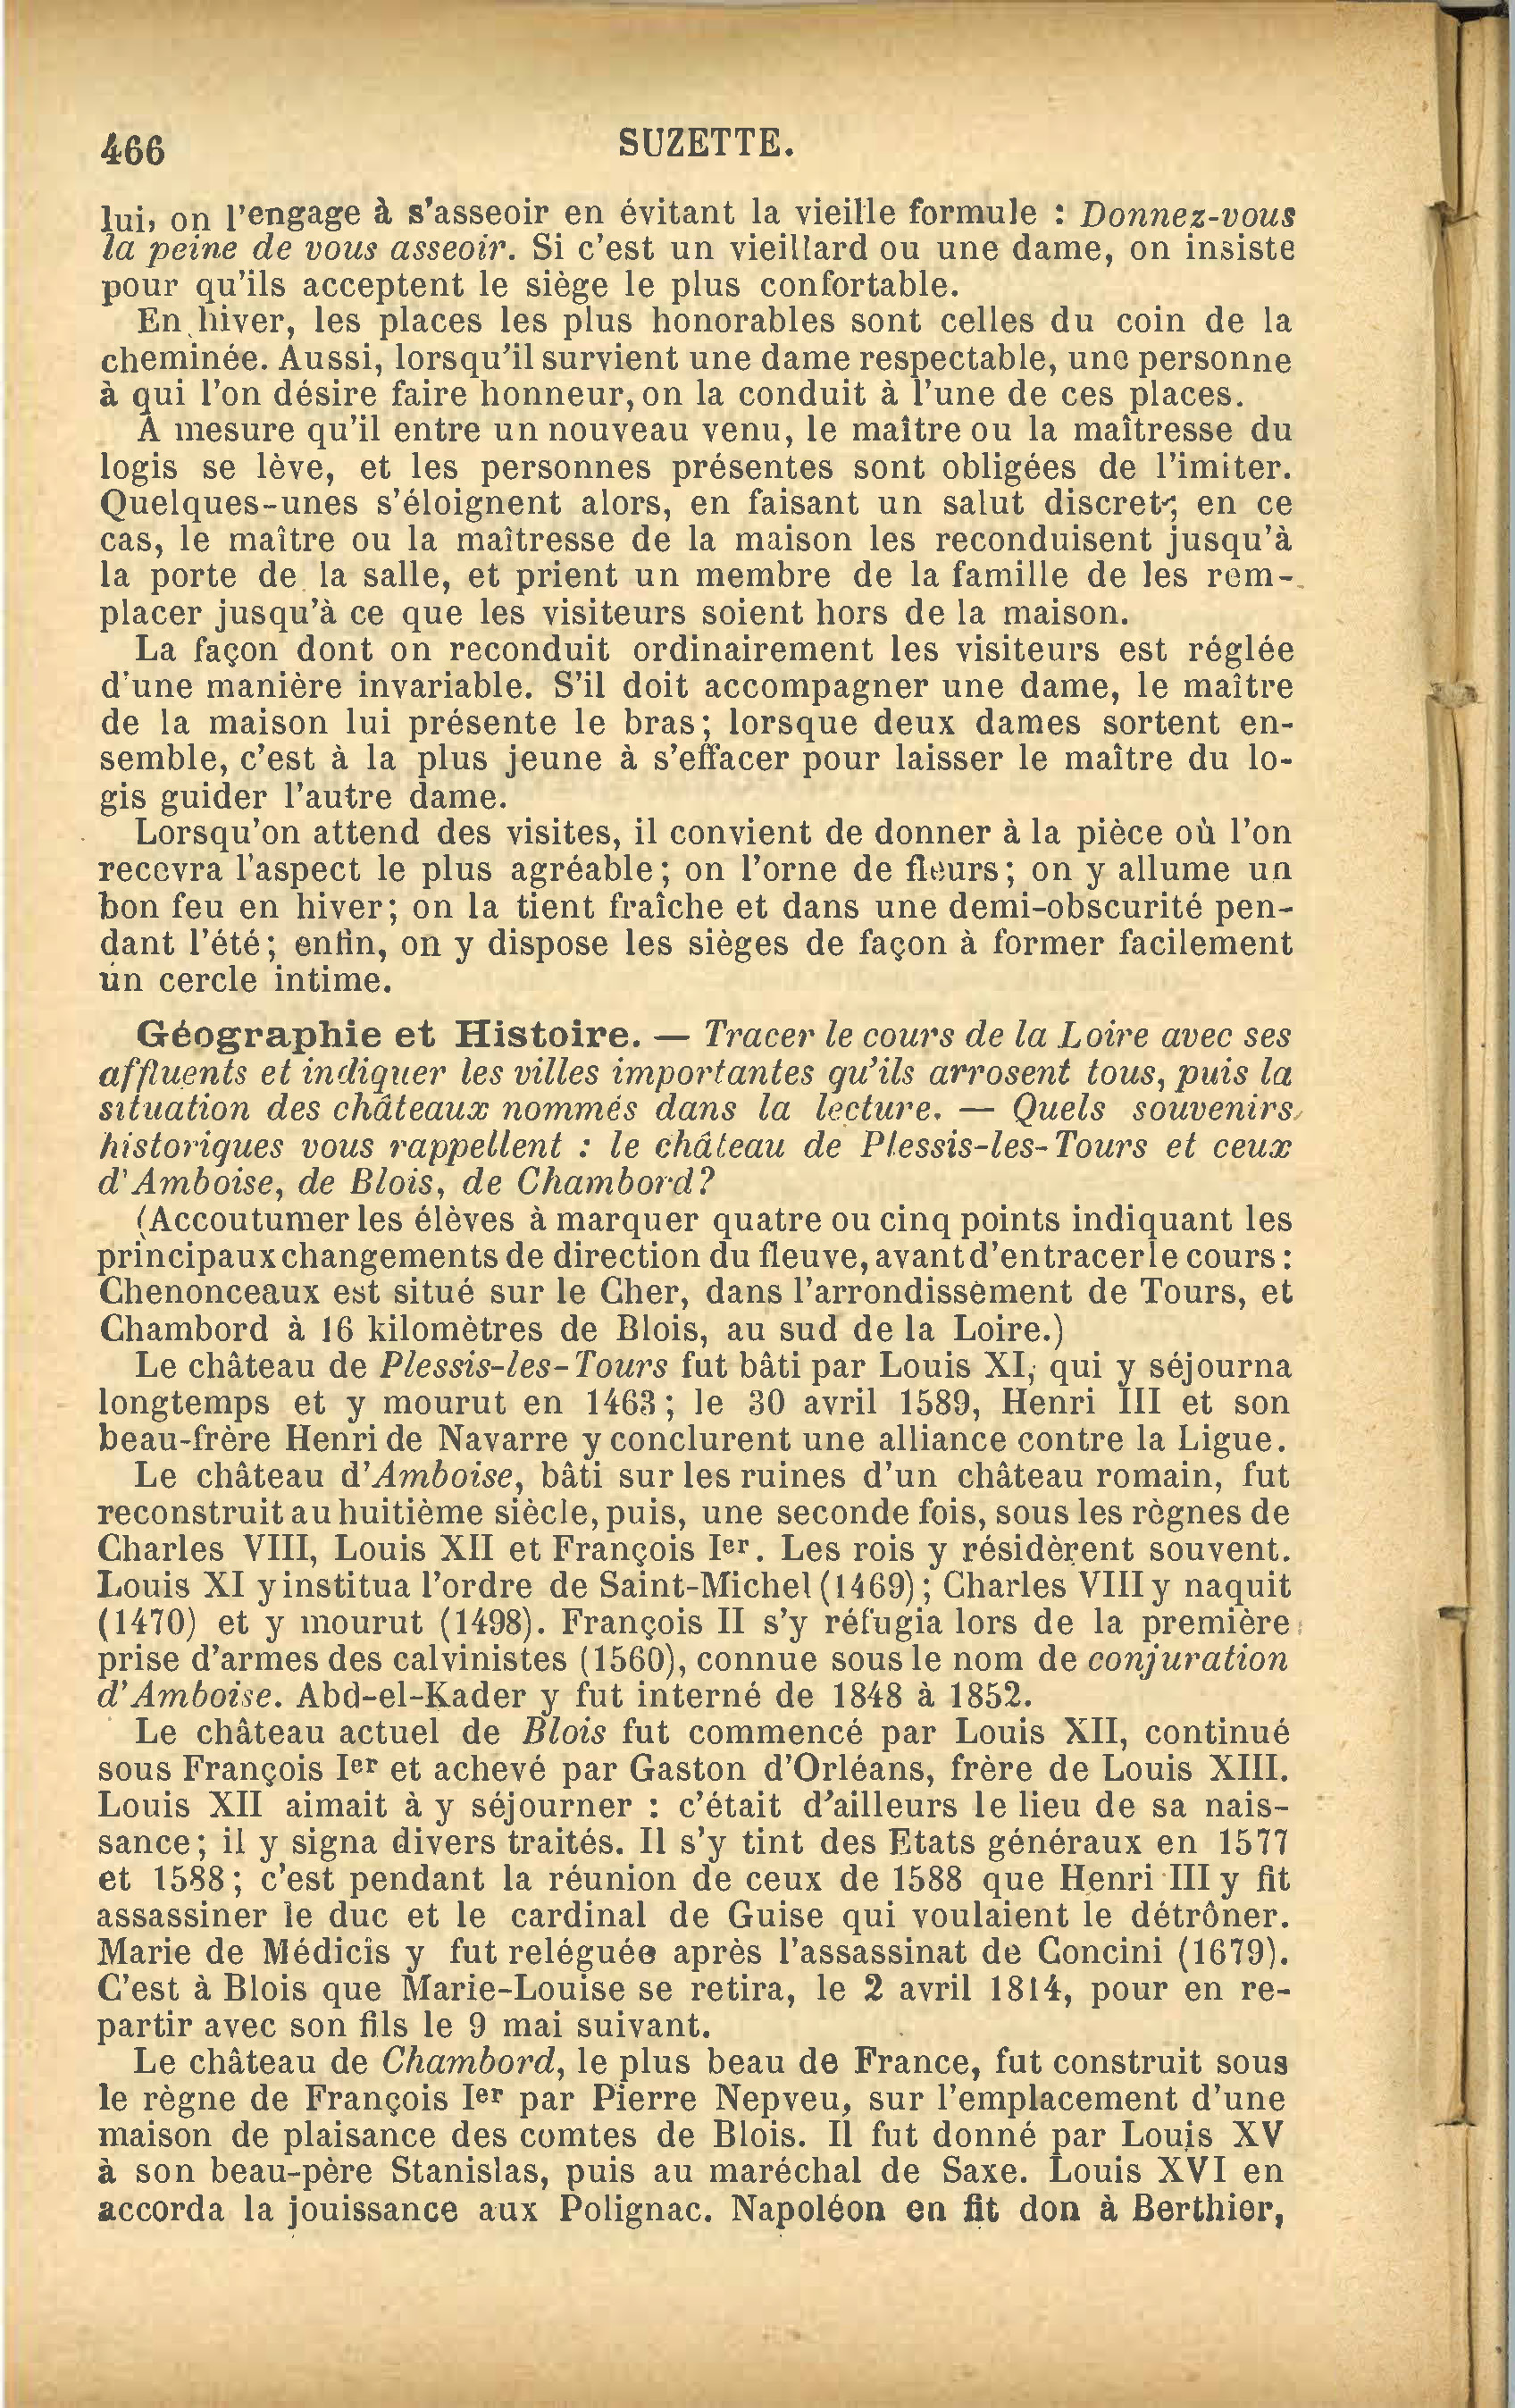 466
SUZETTE.
lui, on l'engage à s'asseoir en évitant la vieille formule : Donnez-vous
la peine de vous asseoir. Si c'est un vieillard ou une dame, on insiste
pour qu'ils acceptent le siège le plus confortable.
En hiver, les places les plus honorables sont celles du coin de la
cheminée. Aussi, lorsqu'il survient une dame respectable, une personne
à qui l'on désire faire honneur, on la conduit à l'une de ces places.
A mesure qu'il entre un nouveau venu, le maître ou la maîtresse du
logis se lève, et les personnes présentes sont obligées de l'imiter.
Quelques-unes s'éloignent alors, en faisant un salut discret; en ce
cas, le maître ou la maîtresse de la maison les reconduisent jusqu'à
la porte de la salle, et prient un membre de la famille de les rem-
placer jusqu'à ce que les visiteurs soient hors de la maison.
La façon dont on reconduit ordinairement les visiteurs est réglée
d'une manière invariable. S'il doit accompagner une dame, le maître
de la maison lui présente le bras; lorsque deux dames sortent en-
semble, c'est à la plus jeune à s'effacer pour laisser le maître du lo-
gis guider l'autre dame.
Lorsqu'on attend des visites, il convient de donner à la pièce où l'on
recevra l'aspect le plus agréable; on l'orne de fleurs; on y allume un
bon feu en hiver; on la tient fraîche et dans une demi-obscurité pen-
dant l'été; enfin, on y dispose les sièges de façon à former facilement
un cercle intime.
Géographie et Histoire. — Tracer le cours de la Loire avec ses
affluents et indiquer les villes importantes qu'ils arrosent tous, puis la
situation des châteaux nommés dans la lecture. — Quels souvenirs
historiques vous rappellent : le château de Plessis-les-Tours et ceux
d'Amboise, de Blois, de Chambord?
(Accoutumer les élèves à marquer quatre ou cinq points indiquant les
principaux changements de direction du fleuve, avant d'en tracer le cours :
Chenonceaux est situé sur le Cher, dans l'arrondissement de Tours, et
Chambord à 16 kilomètres de Blois, au sud de la Loire.)
Le château de Plessis-les-Tours fut bâti par Louis XI, qui y séjourna
longtemps et y mourut en 1463; le 30 avril 1589, Henri III et son
beau-frère Henri de Navarre y conclurent une alliance contre la Ligue.
Le château d'Amboise, bâti sur les ruines d'un château romain, fut
reconstruit au huitième siècle, puis, une seconde fois, sous les règnes de
Charles VIII, Louis XII et François Ier. Les rois y résidèrent souvent.
Louis XI y institua l'ordre de Saint-Michel (1469); Charles VIII y naquit
(1470) et y mourut (1498). François II s'y réfugia lors de la première
prise d'armes des calvinistes (1560), connue sous le nom de conjuration
d'Amboise. Abd-el-Kader y fut interné de 1848 à 1852.
Le château actuel de Blois fut commencé par Louis XII, continué
sous François Ier et achevé par Gaston d'Orléans, frère de Louis XIII.
Louis XII aimait à y séjourner : c'était d'ailleurs le lieu de sa nais-
sance; il y signa divers traités. Il s'y tint des Etats généraux en 1577
et 1588; c'est pendant la réunion de ceux de 1588 que Henri III y fit
assassiner le duc et le cardinal de Guise qui voulaient le détrôner.
Marie de Médicis y fut reléguée après l'assassinat de Concini (1679).
C'est à Blois que Marie-Louise se retira, le 2 avril 1814, pour en re-
partir avec son fils le 9 mai suivant.
Le château de Chambord, le plus beau de France, fut construit sous
le règne de François Ier par Pierre Nepveu, sur l'emplacement d'une
maison de plaisance des comtes de Blois. Il fut donné par Louis XV
à son beau-père Stanislas, puis au maréchal de Saxe. Louis XVI en
accorda la jouissance aux Polignac. Napoléon en fit don à Berthier,